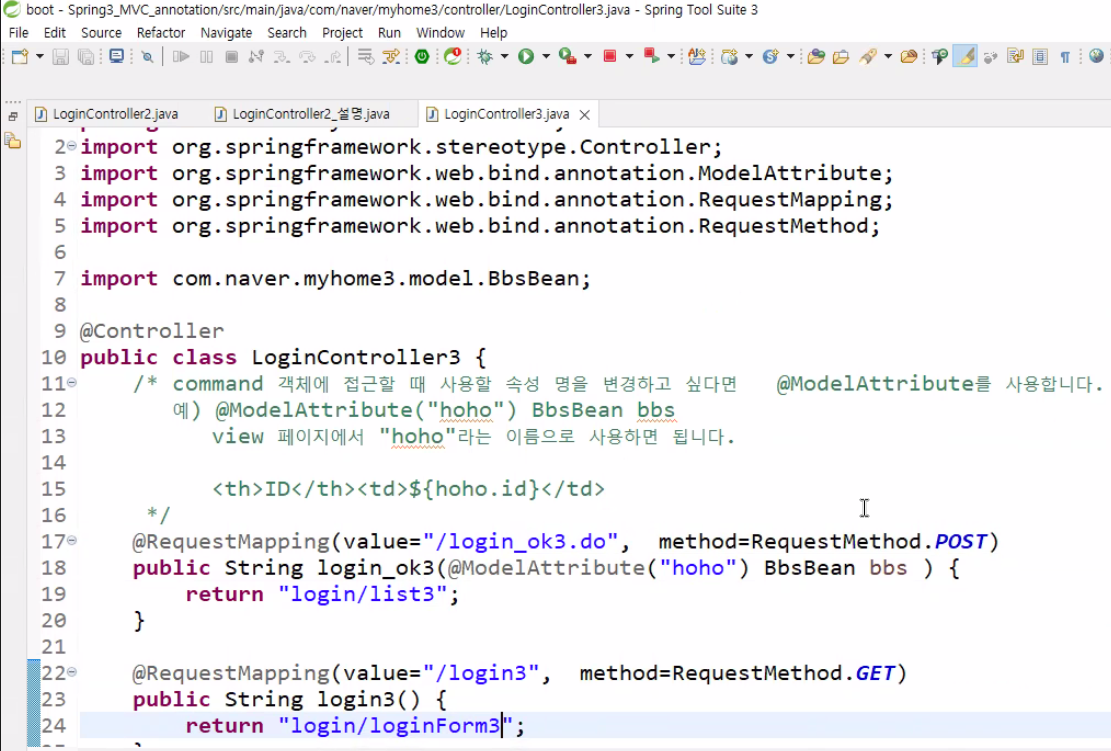 boot - Spring3_MVC_annotation/src/main/java/com/naver/myhome3/controller/LoginController3.java - Spring Tool Suite 3
File Edit Source Refactor Navigate Search Project Run Window Help
LoginController2.java LoginController2_설명.java LoginController3.java
2 import org.springframework.stereotype.Controller;
3 import org.springframework.web.bind.annotation.ModelAttribute;
4 import org.springframework.web.bind.annotation.RequestMapping;
5 import org.springframework.web.bind.annotation.RequestMethod;
6
7 import com.naver.myhome3.model.BbsBean;
8
9 @Controller
10 public class LoginController3 {
11 /* command 객체에 접근할 때 사용할 속성 명을 변경하고 싶다면 @ModelAttribute를 사용합니다.
12 예) @ModelAttribute("hoho") BbsBean bbs
13 view 페이지에서 "hoho"라는 이름으로 사용하면 됩니다.
14
15 <th>ID</th><td>${hoho.id}</td>
16 */
17 @RequestMapping(value="/login_ok3.do", method=RequestMethod.POST)
18 public String login_ok3(@ModelAttribute("hoho") BbsBean bbs ) {
19 return "login/list3";
20 }
21
22 @RequestMapping(value="/login3", method=RequestMethod.GET)
23 public String login3() {
24 return "login/loginForm3";